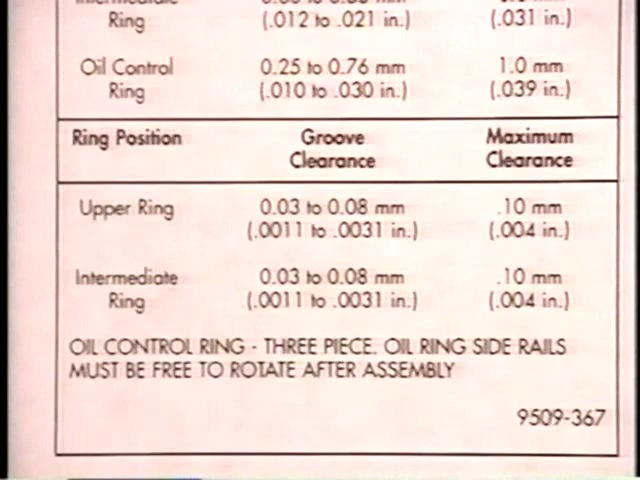 Ring (.012 to .021 in.) (.031 in.)
Oil Control 0.25 to 0.76 mm 1.0 mm
Ring (.010 to .030 in.) (.039 in.)
Ring Position Groove Maximum
Clearance Clearance
Upper Ring 0.03 to 0.08 mm .10 mm
(.0011 to .0031 in.) (.004 in.)
Intermediate 0.03 to 0.08 mm .10 mm
Ring (.0011 to .0031 in.) (.004 in.)
OIL CONTROL RING - THREE PIECE. OIL RING SIDE RAILS
MUST BE FREE TO ROTATE AFTER ASSEMBLY
9509-367